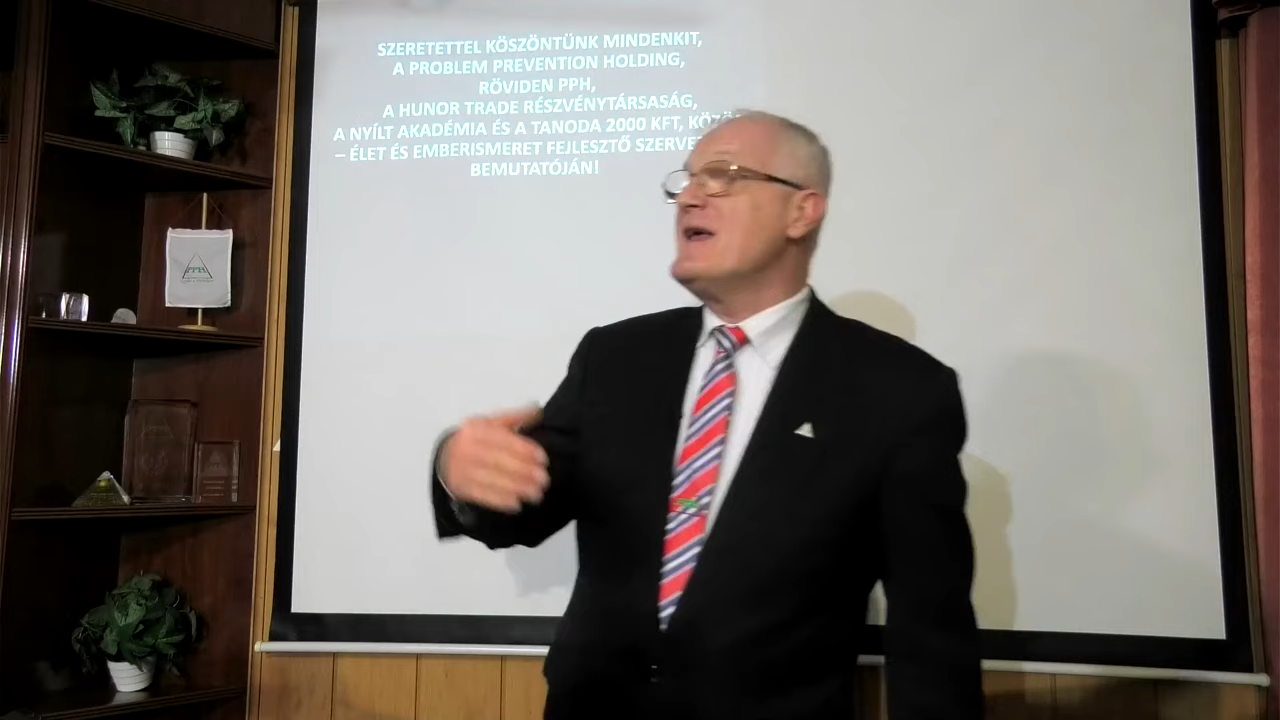 SZERETETTEL KÖSZÖNTÜNK MINDENKIT,
A PROBLEM PREVENTION HOLDING,
RÖVIDEN PPH,
A HUNOR TRADE RÉSZVÉNYTÁRSASÁG,
A NYÍLT AKADÉMIA ÉS A TANODA 2000 KFT,
– ÉLET ÉS EMBERISMERET FEJLESZTŐ
BEMUTATÓJÁN!